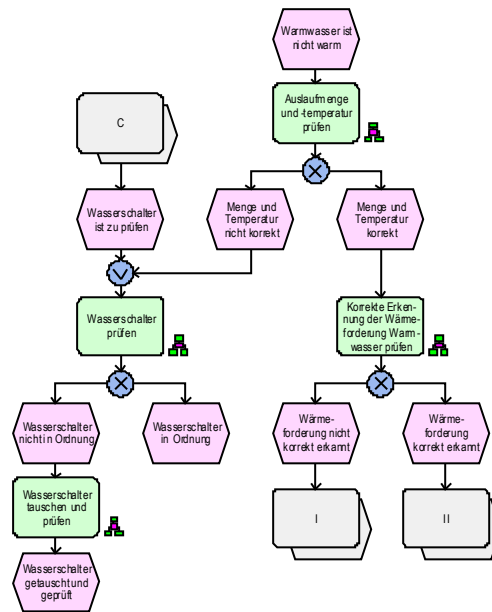 Warmwasser ist
nicht warm
Auslaufmenge
und -temperatur
prüfen
C
Wasserschalter
ist zu prüfen
Menge und
Temperatur
nicht korrekt
Menge und
Temperatur
korrekt
Wasserschalter
prüfen
Korrekte Erken-
nung der Wärme-
forderung Warm-
wasser prüfen
Wasserschalter
nicht in Ordnung
Wasserschalter
in Ordnung
Wärme-
forderung nicht
korrekt erkannt
Wärme-
forderung
korrekt erkannt
Wasserschalter
tauschen und
prüfen
I
II
Wasserschalter
getauscht und
geprüft